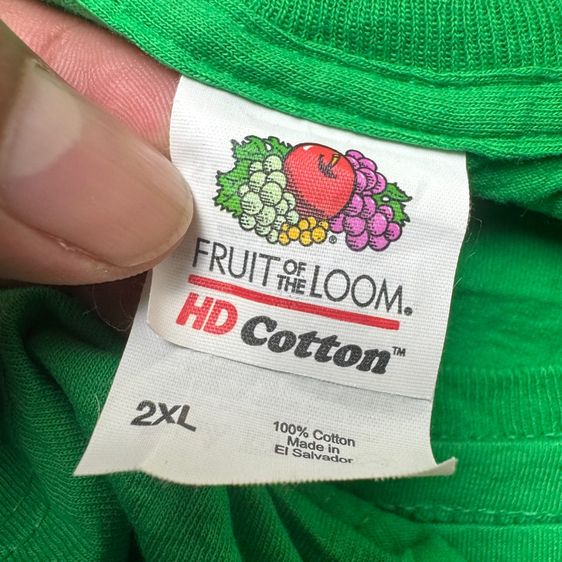 FRUIT OF THE LOOM®
HD Cotton™
2XL
100% Cotton
Made in
El Salvador